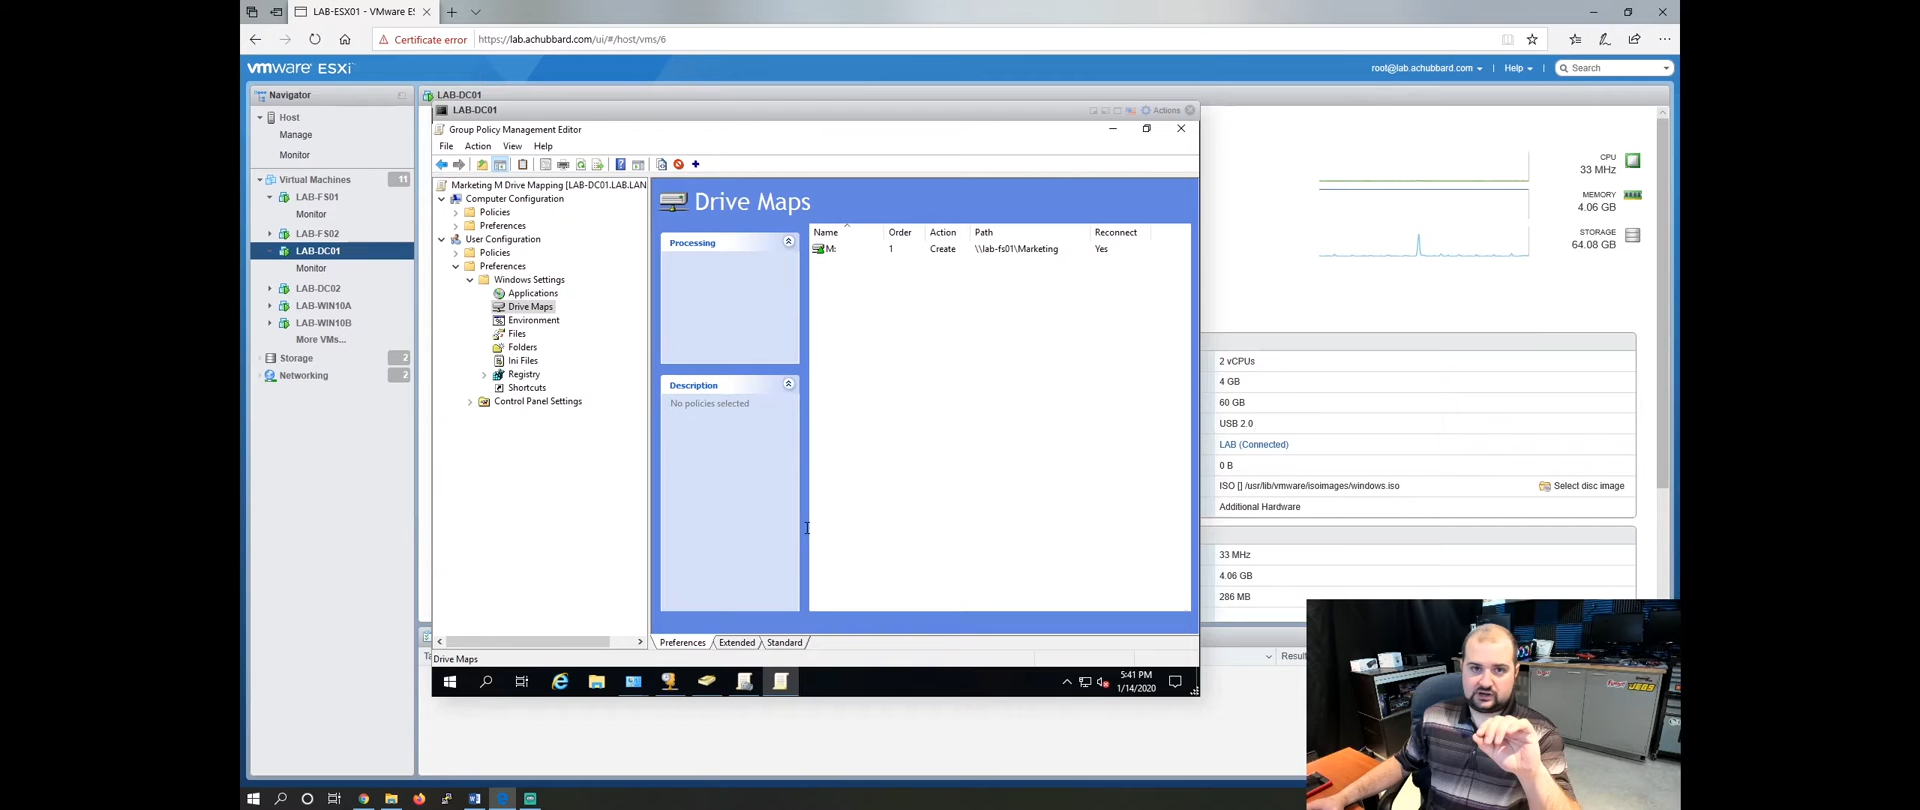 LAB-ESX01 - VMware ES
Certificate error
https://lab.achubbard.com/ui/#/host/vms/6
vmware ESXi
root@lab.achubbard.com
Help
Search
Navigator
Host
Manage
Monitor
Virtual Machines
11
LAB-FS01
Monitor
LAB-FS02
LAB-DC01
Monitor
LAB-DC02
LAB-WIN10A
LAB-WIN10B
More VMs...
Storage
2
Networking
2
LAB-DC01
LAB-DC01
Actions
Group Policy Management Editor
File Action View Help
Marketing M Drive Mapping [LAB-DC01.LAB.LAN
Computer Configuration
Policies
Preferences
User Configuration
Policies
Preferences
Windows Settings
Applications
Drive Maps
Environment
Files
Folders
Ini Files
Registry
Shortcuts
Control Panel Settings
Drive Maps
Processing
Description
No policies selected
Name Order Action Path Reconnect
M: 1 Create \\lab-fs01\Marketing Yes
Preferences Extended Standard
Drive Maps
5:41 PM
1/14/2020
CPU
33 MHz
MEMORY
4.06 GB
STORAGE
64.08 GB
2 vCPUs
4 GB
60 GB
USB 2.0
LAB (Connected)
0 B
ISO [] /usr/lib/vmware/isoimages/windows.iso
Select disc image
Additional Hardware
33 MHz
4.06 GB
286 MB
Ta
Result
JEGS